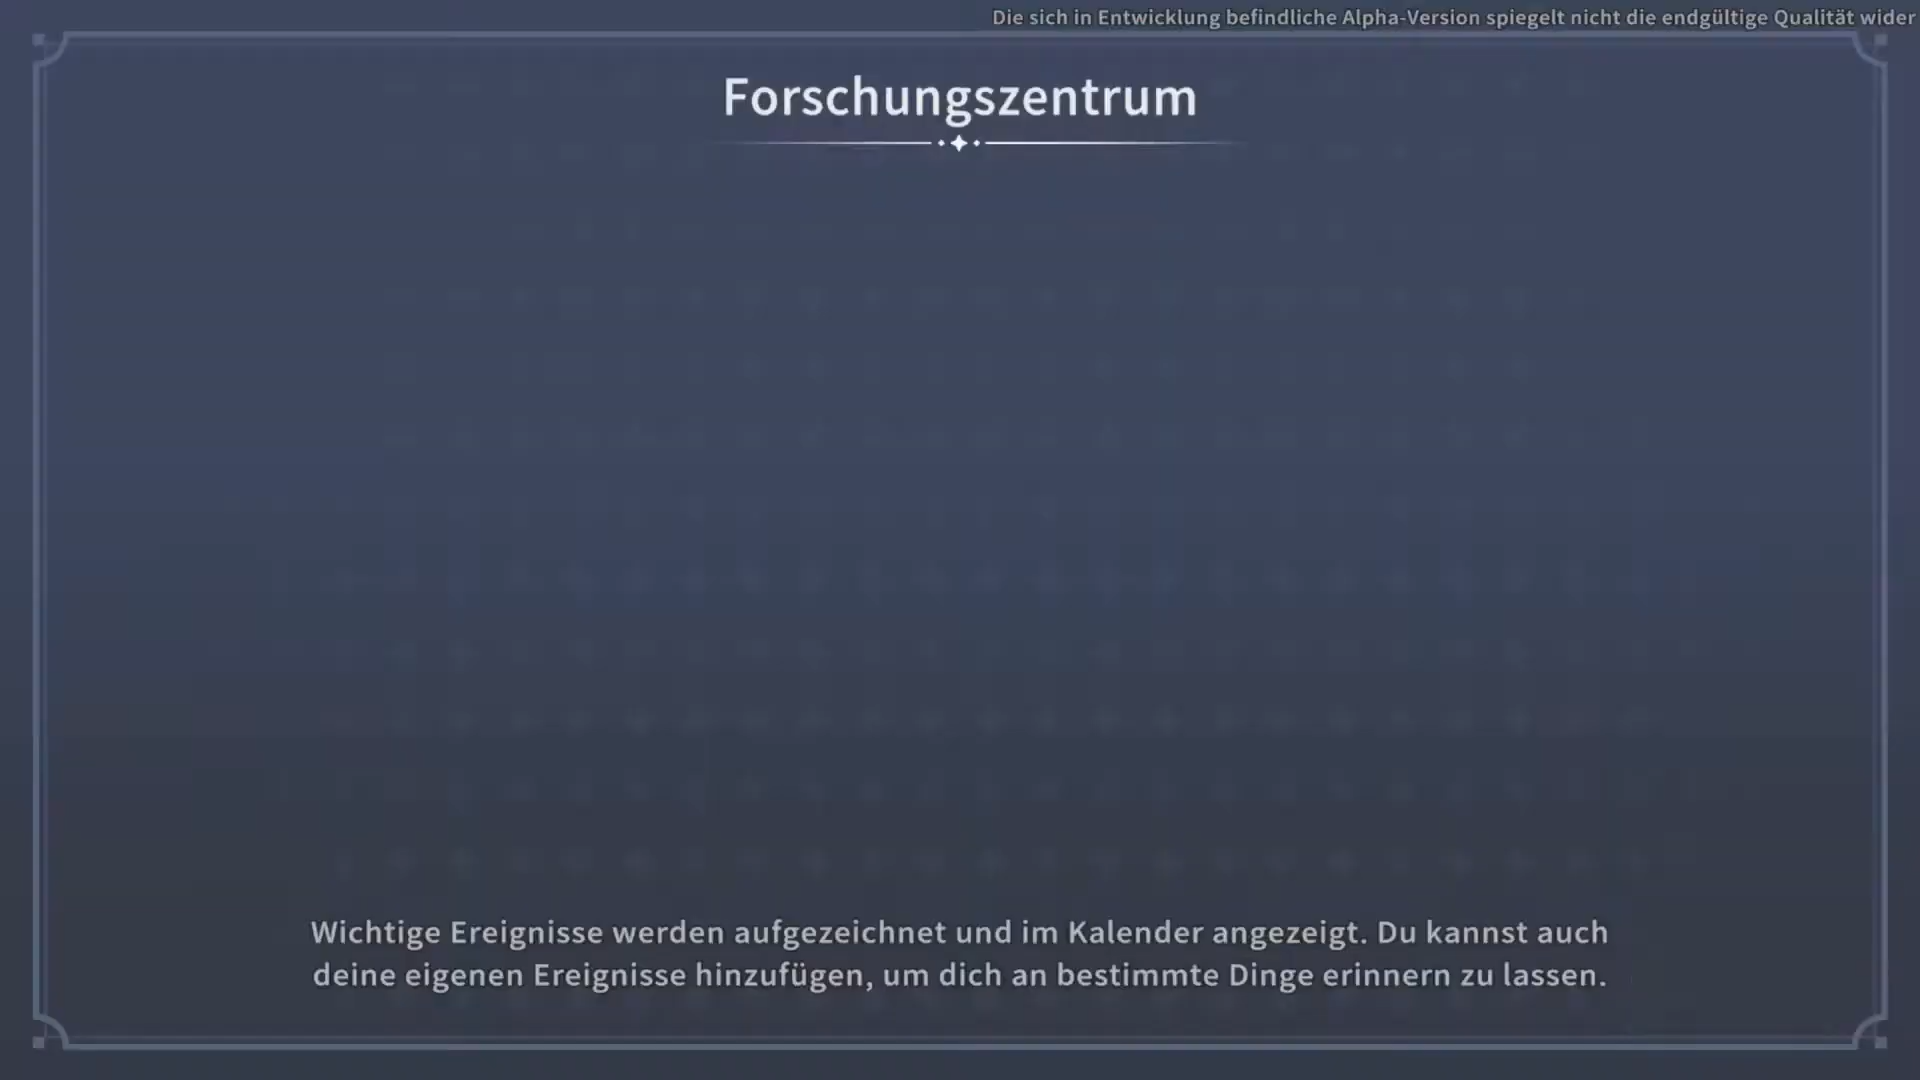 Die sich in Entwicklung befindliche Alpha-Version spiegelt nicht die endgültige Qualität wider
Forschungszentrum
Wichtige Ereignisse werden aufgezeichnet und im Kalender angezeigt. Du kannst auch
deine eigenen Ereignisse hinzufügen, um dich an bestimmte Dinge erinnern zu lassen.